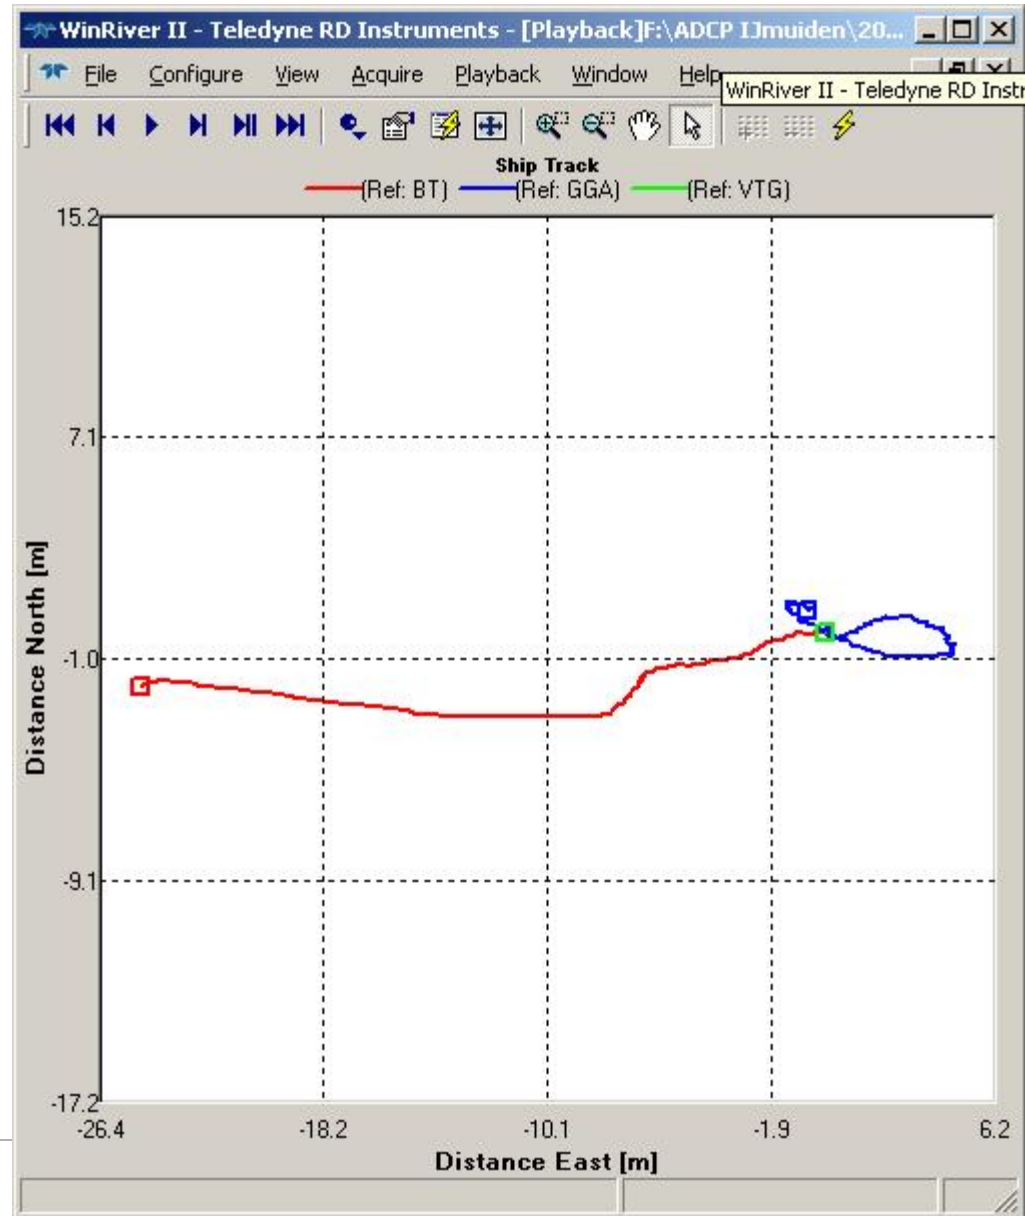 WinRiver II - Teledyne RD Instruments - [Playback]F:\ADCP IJmuiden\20...
File Configure View Acquire Playback Window Help
WinRiver II - Teledyne RD Instr
Ship Track
(Ref: BT) (Ref: GGA) (Ref: VTG)
15.2
7.1
-1.0
-9.1
-17.2
Distance North [m]
-26.4 -18.2 -10.1 -1.9 6.2
Distance East [m]